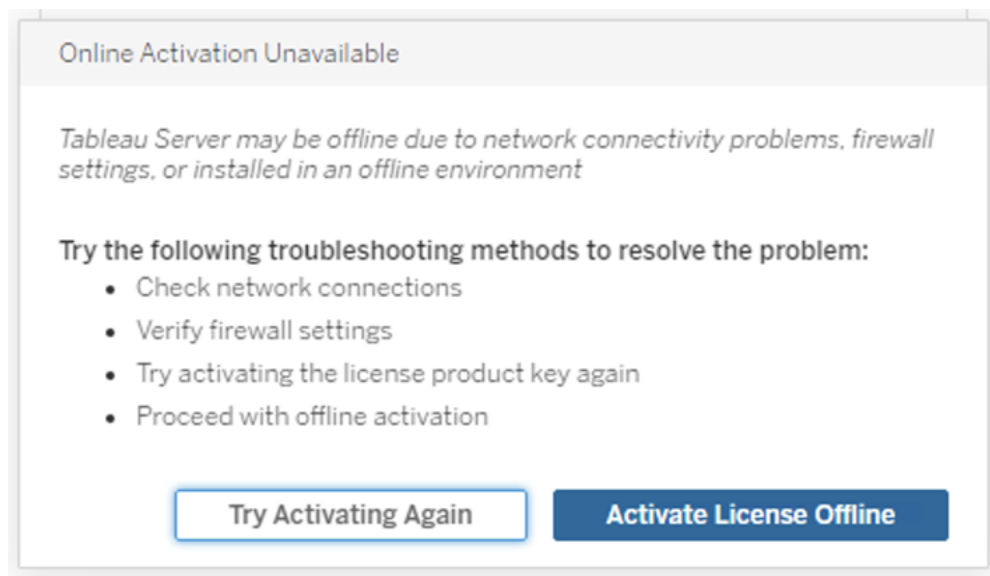 Online Activation Unavailable
Tableau Server may be offline due to network connectivity problems, firewall
settings, or installed in an offline environment
Try the following troubleshooting methods to resolve the problem:
• Check network connections
• Verify firewall settings
• Try activating the license product key again
• Proceed with offline activation
Try Activating Again
Activate License Offline